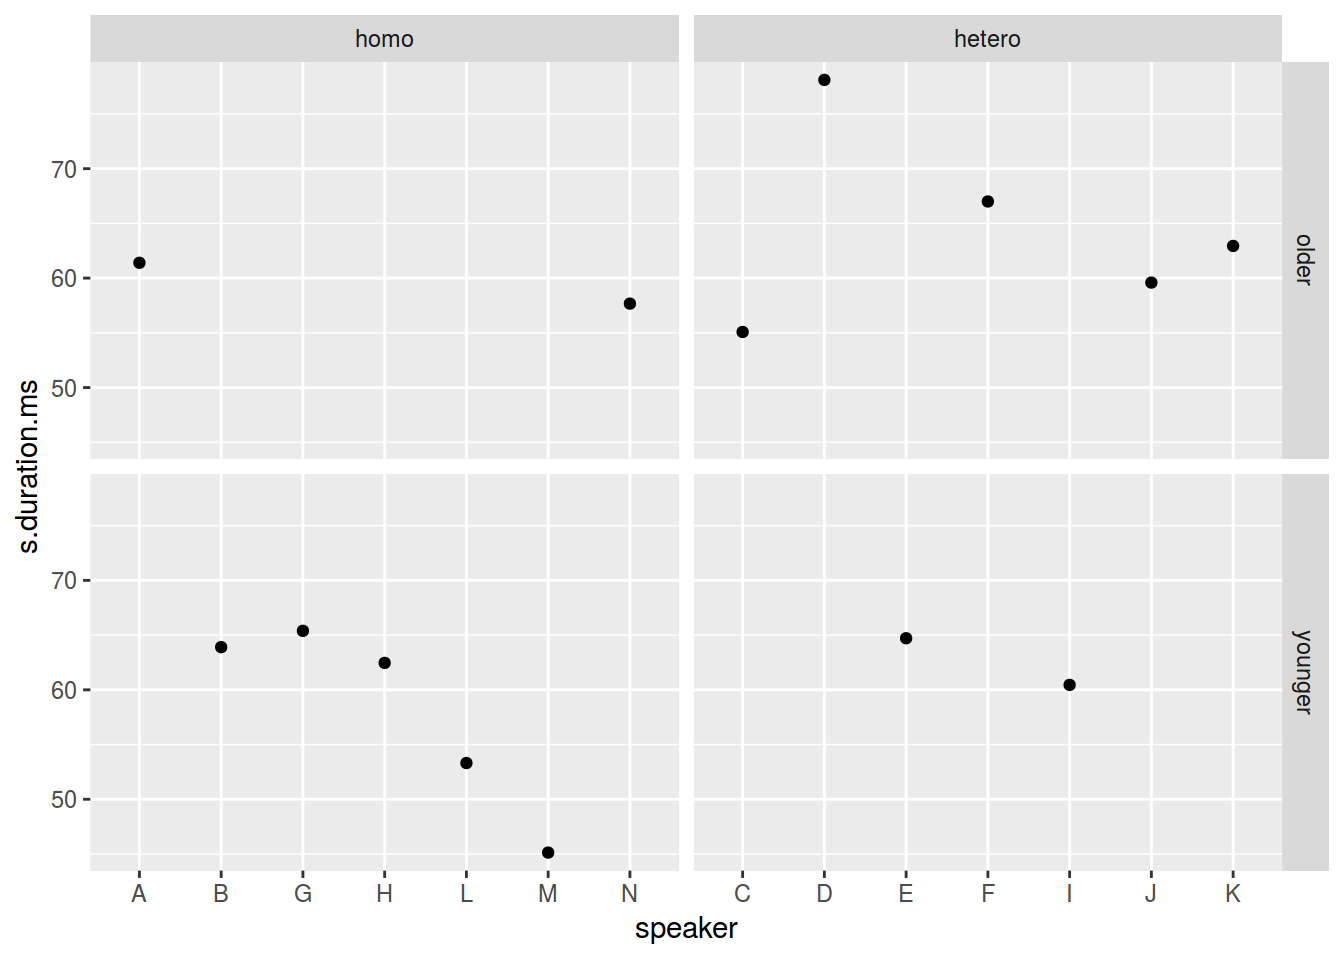 homo
hetero
70
60
50
older
70
60
50
younger
s.duration.ms
A B G H L M N
C D E F I J K
speaker